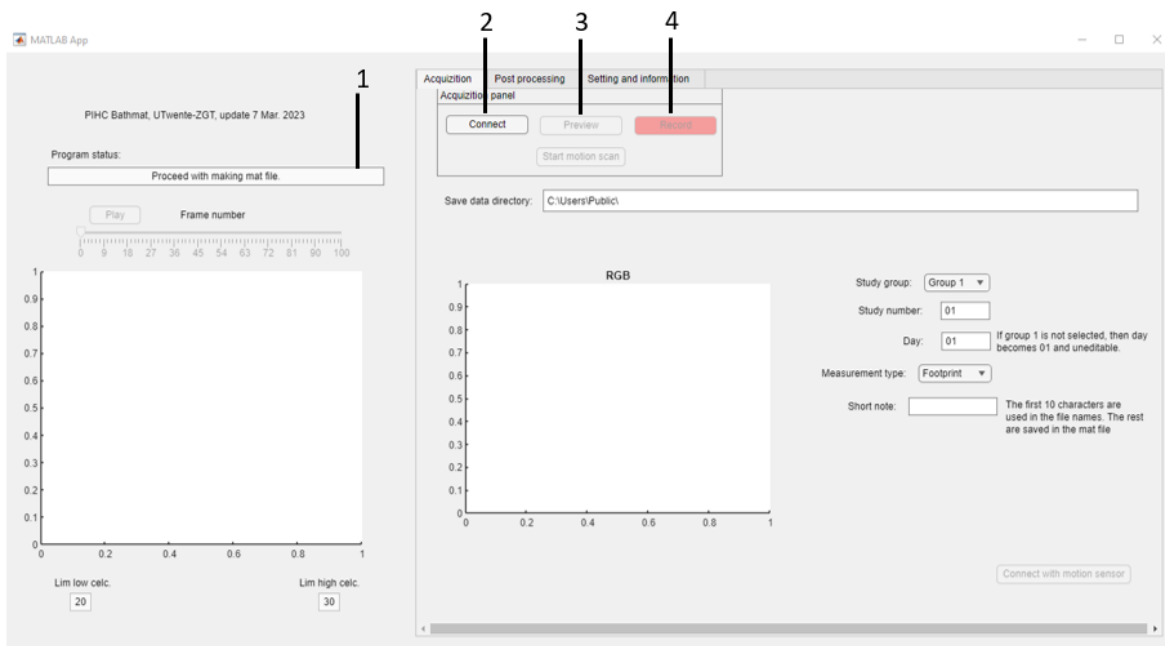 2
3
4
MATLAB App
1
Acquizition Post processing Setting and information
Acquizition panel
PIHC Bathmat, UTwente-ZGT, update 7 Mar. 2023
Connect Preview Record
Program status:
Start motion scan
Proceed with making mat file.
Save data directory: C:\Users\Public\
Play Frame number
0 9 18 27 36 45 54 63 72 81 90 100
1
0.9
0.8
0.7
0.6
0.5
0.4
0.3
0.2
0.1
0
0 0.2 0.4 0.6 0.8 1
Lim low celc. Lim high celc.
20 30
RGB
1
0.9
0.8
0.7
0.6
0.5
0.4
0.3
0.2
0.1
0
0 0.2 0.4 0.6 0.8 1
Study group: Group 1
Study number: 01
Day: 01
If group 1 is not selected, then day
becomes 01 and uneditable.
Measurement type: Footprint
Short note:
The first 10 characters are
used in the file names. The rest
are saved in the mat file
Connect with motion sensor